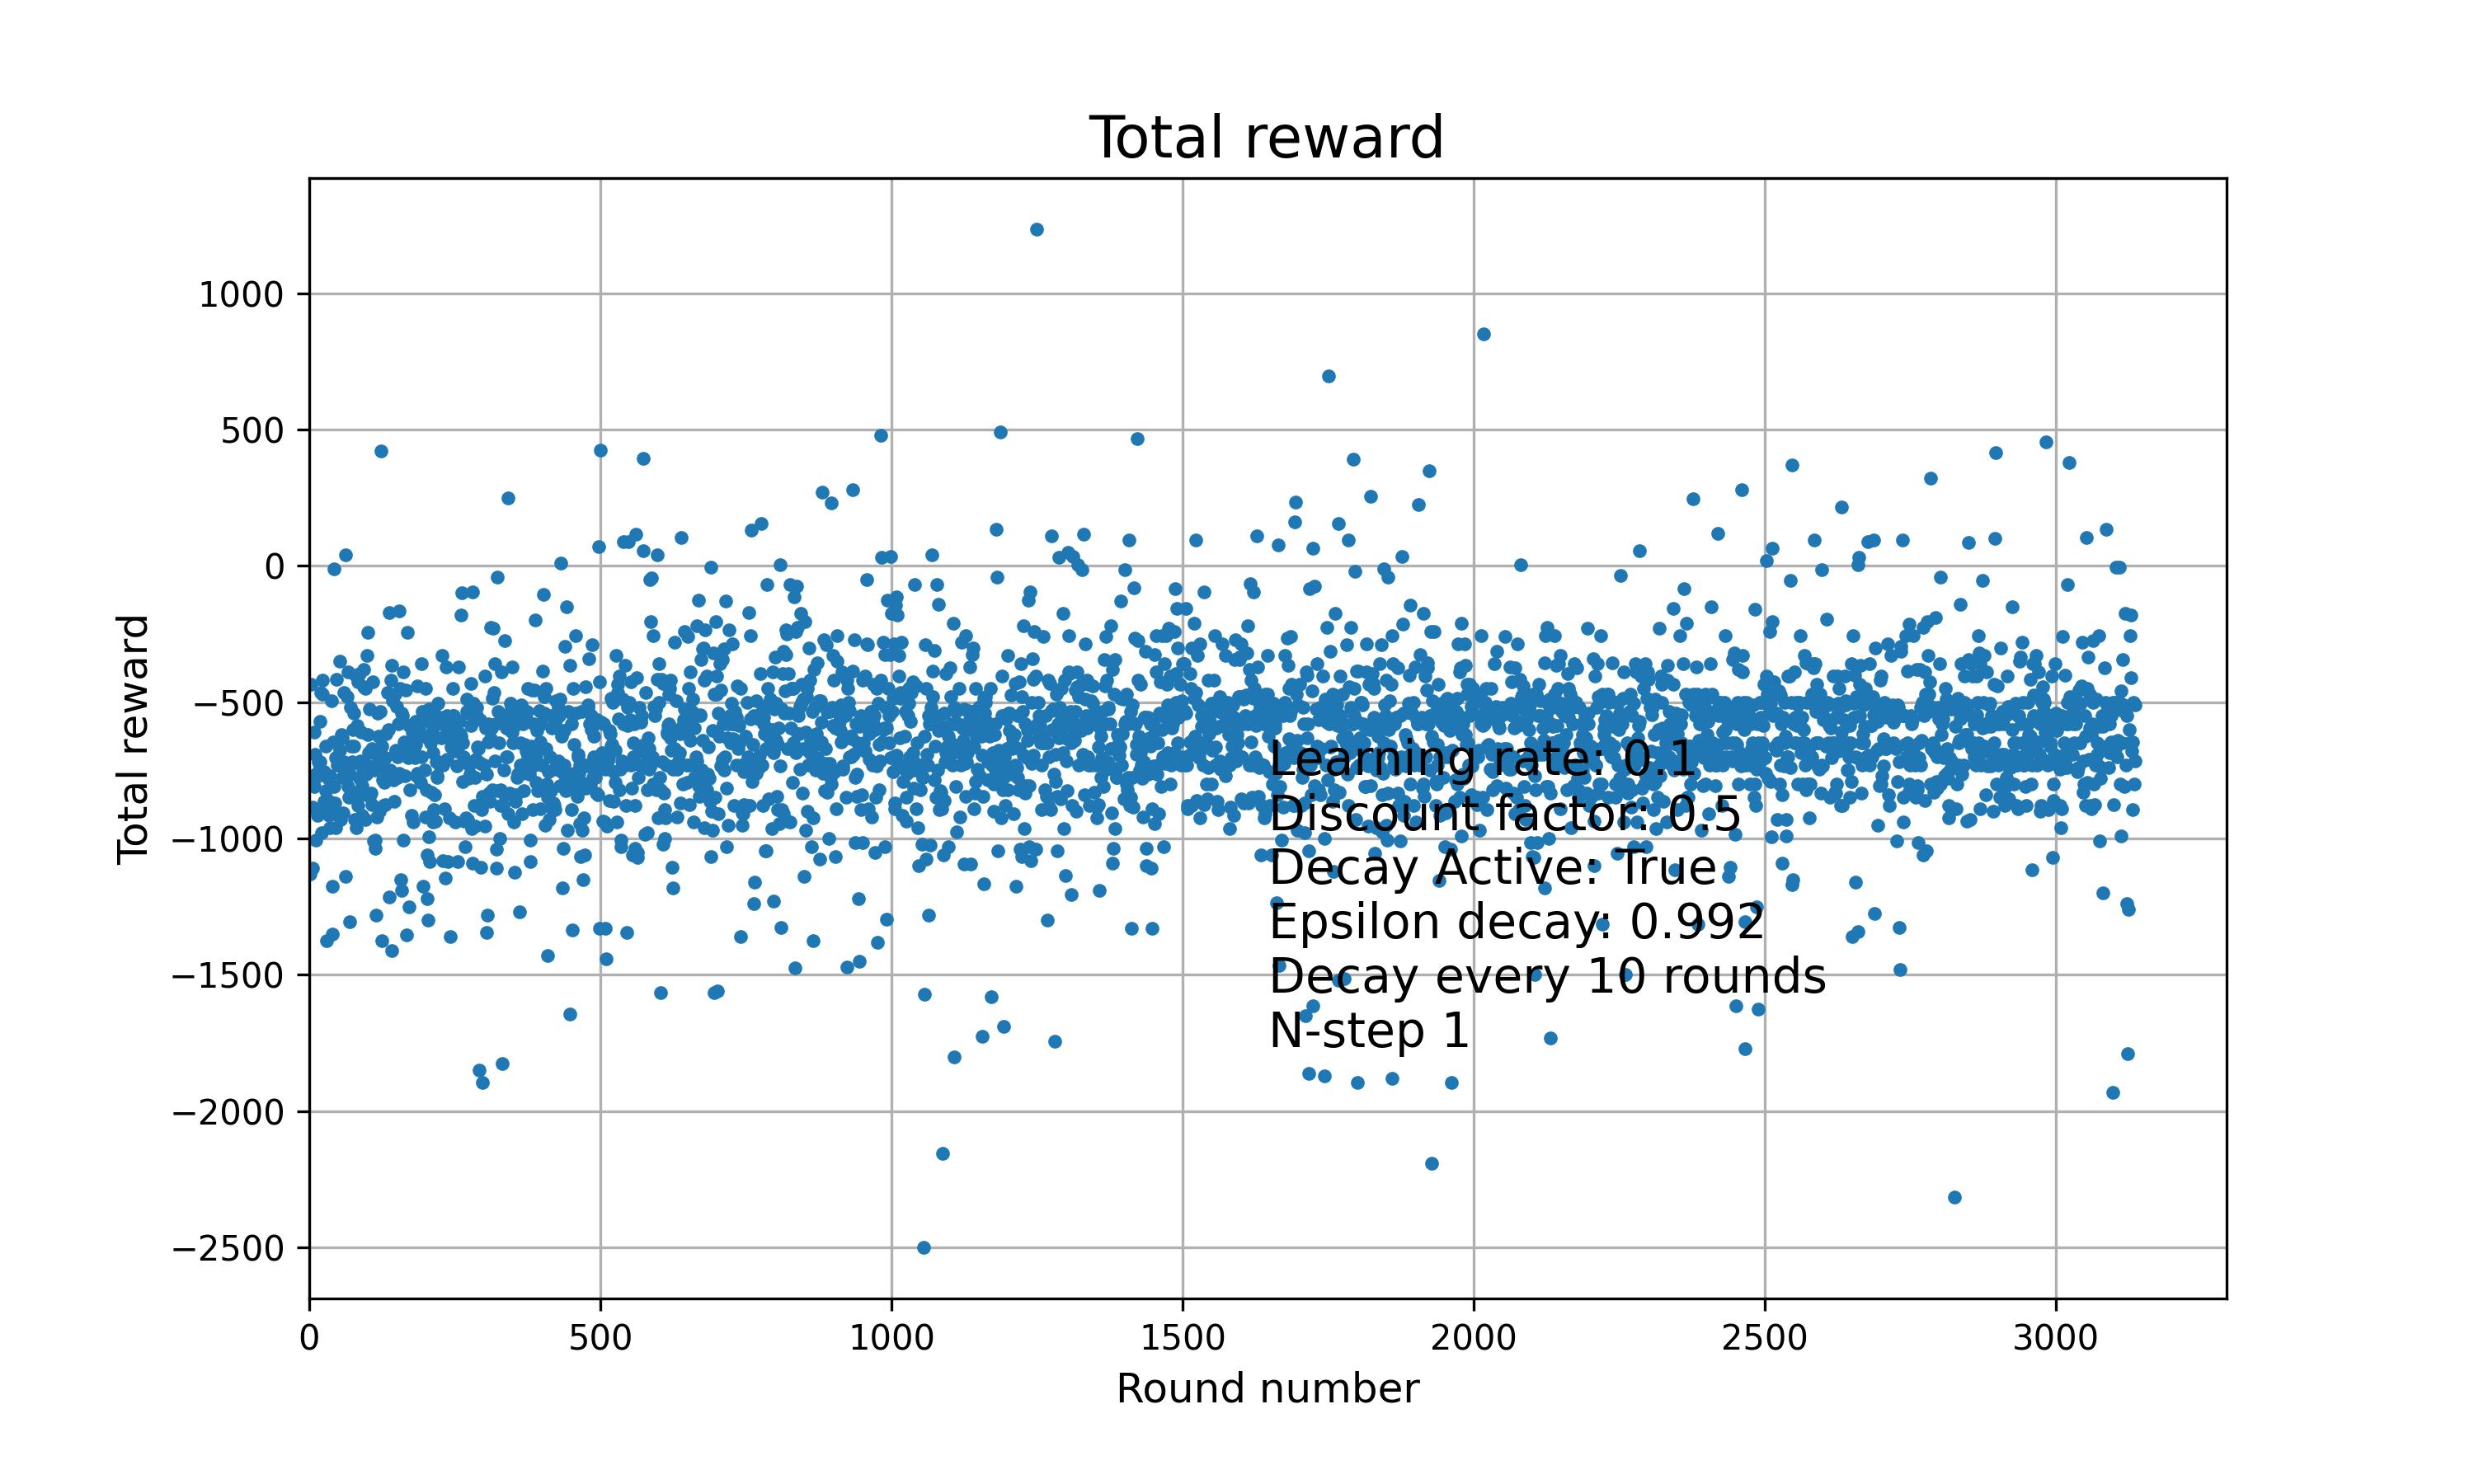 Total reward
1000
500
0
−500
−1000
−1500
−2000
−2500
Total reward
Learning rate: 0.1
Discount factor: 0.5
Decay Active: True
Epsilon decay: 0.992
Decay every 10 rounds
N-step 1
0 500 1000 1500 2000 2500 3000
Round number